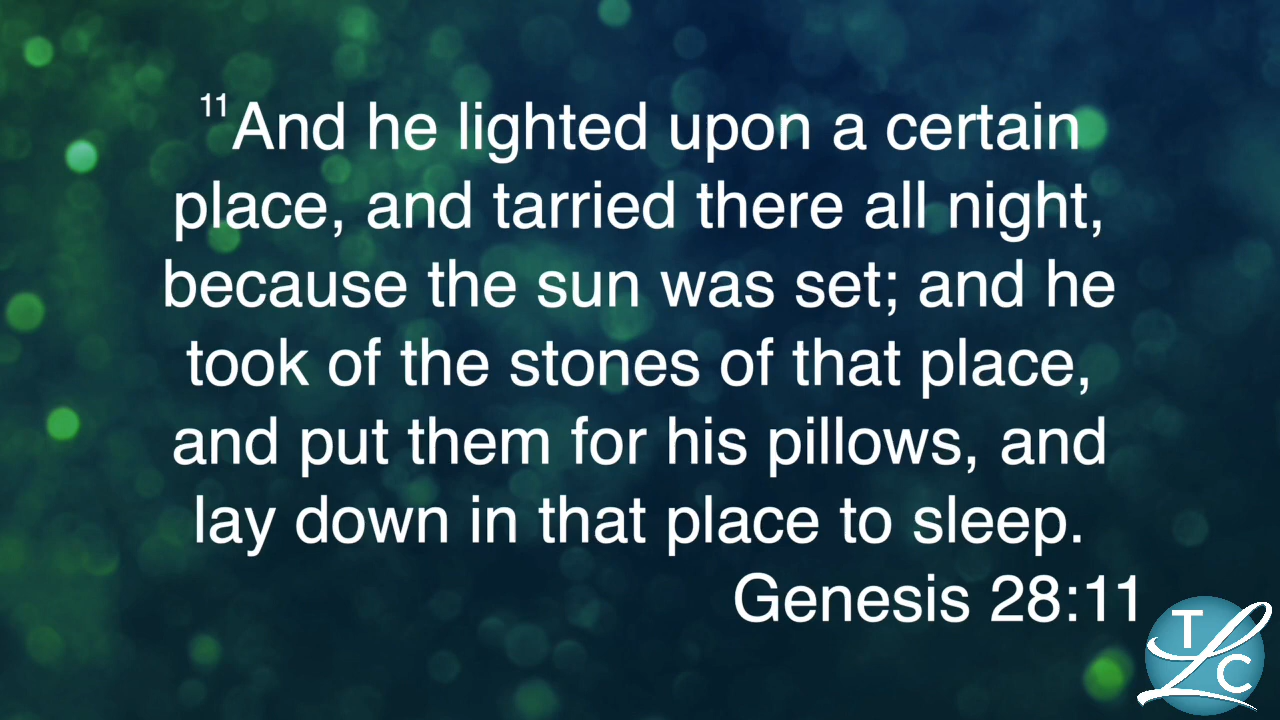 11And he lighted upon a certain
place, and tarried there all night,
because the sun was set; and he
took of the stones of that place,
and put them for his pillows, and
lay down in that place to sleep.
Genesis 28:11
TLC